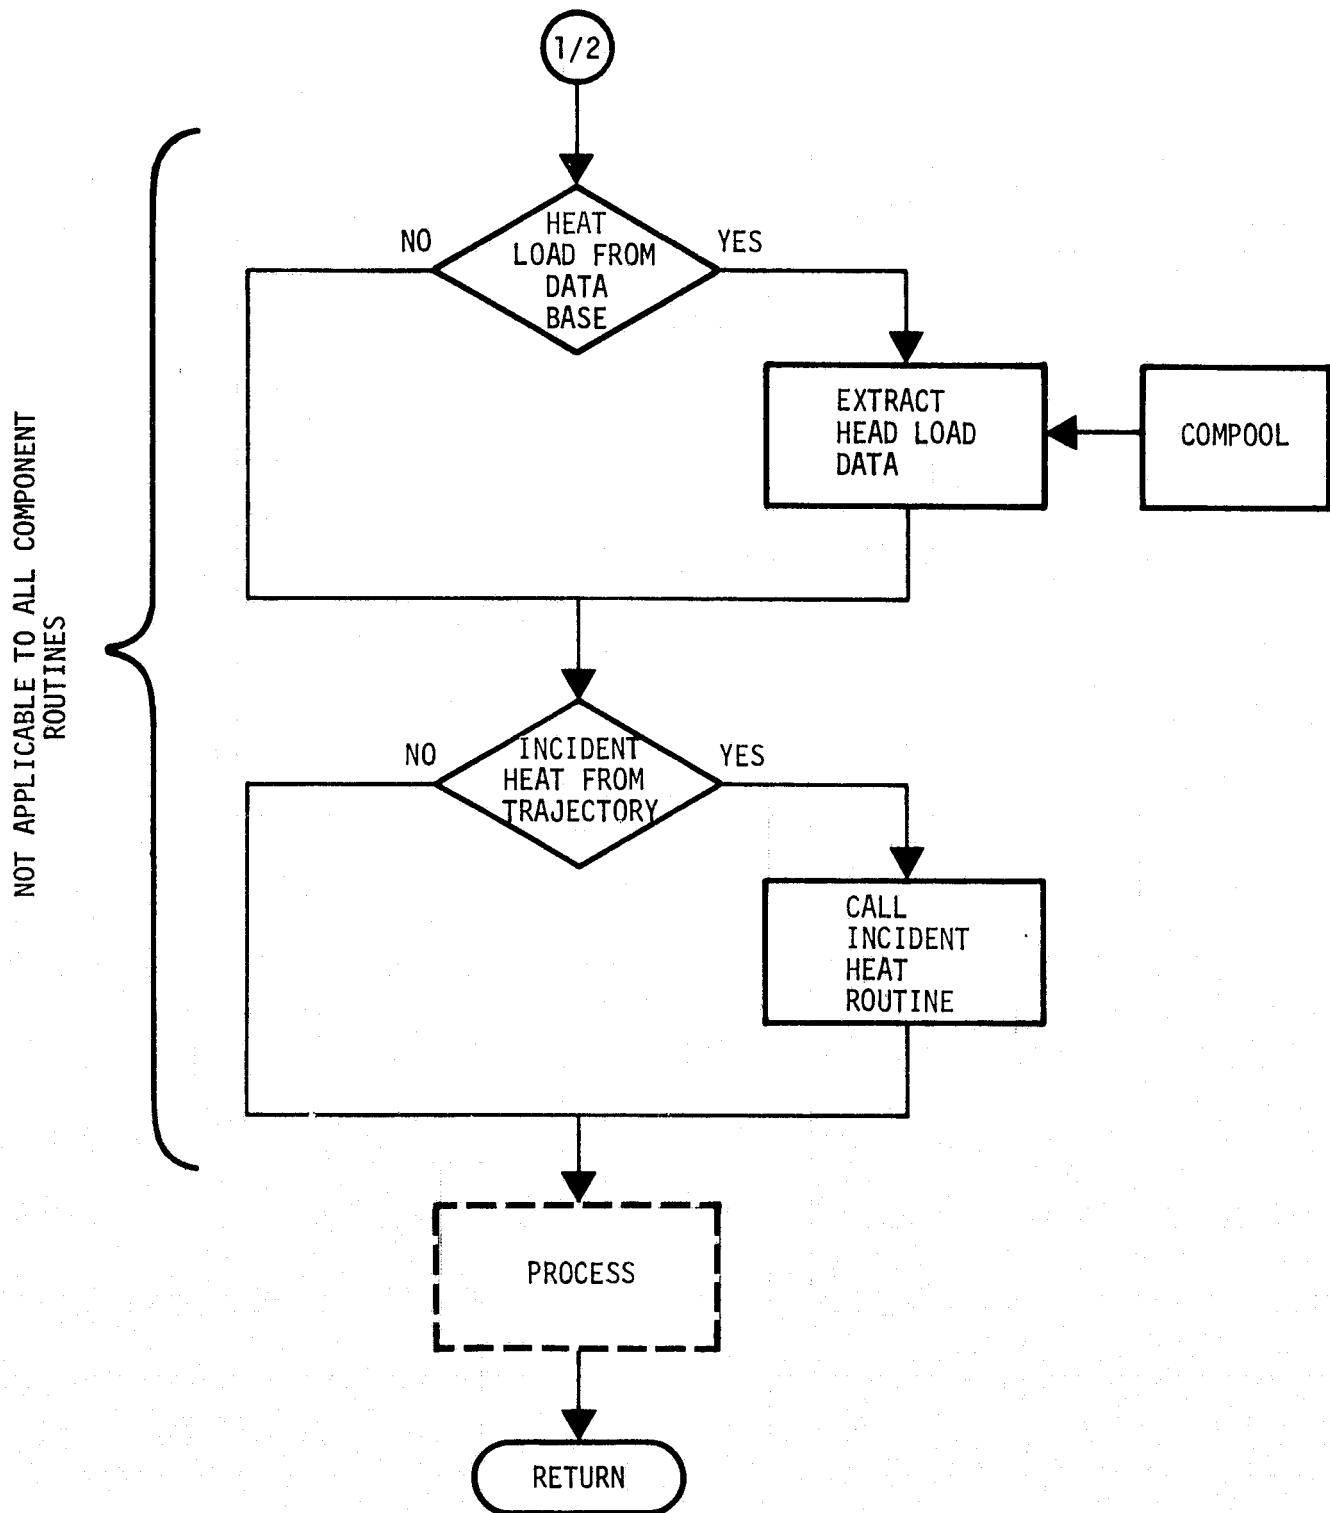 1/2
HEAT
LOAD FROM
DATA
BASE
NO
YES
EXTRACT
HEAD LOAD
DATA
COMPOOL
NOT APPLICABLE TO ALL COMPONENT
ROUTINES
INCIDENT
HEAT FROM
TRAJECTORY
NO
YES
CALL
INCIDENT
HEAT
ROUTINE
PROCESS
RETURN